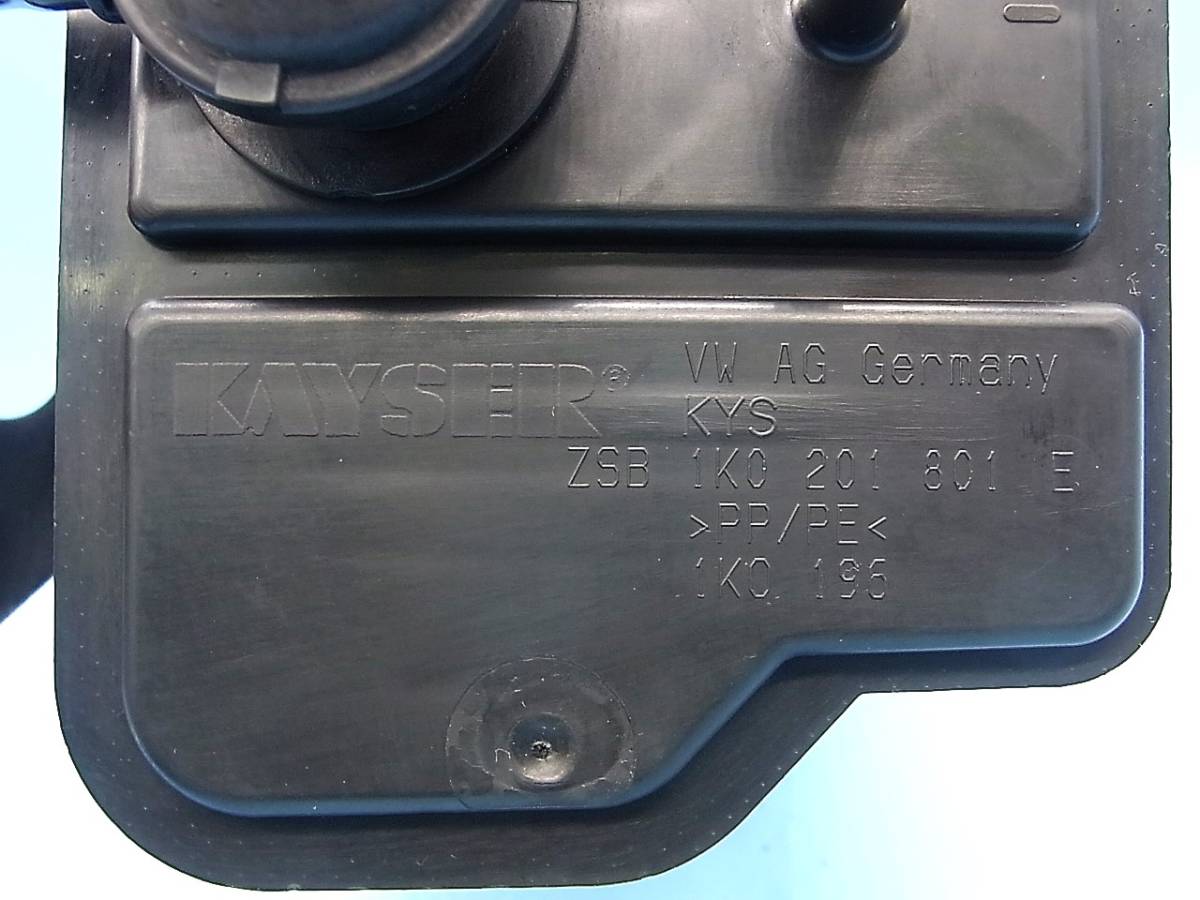 KAYSER®
VW AG Germany
KYS
ZSB 1K0 201 801 E
>PP/PE<
1K0 196